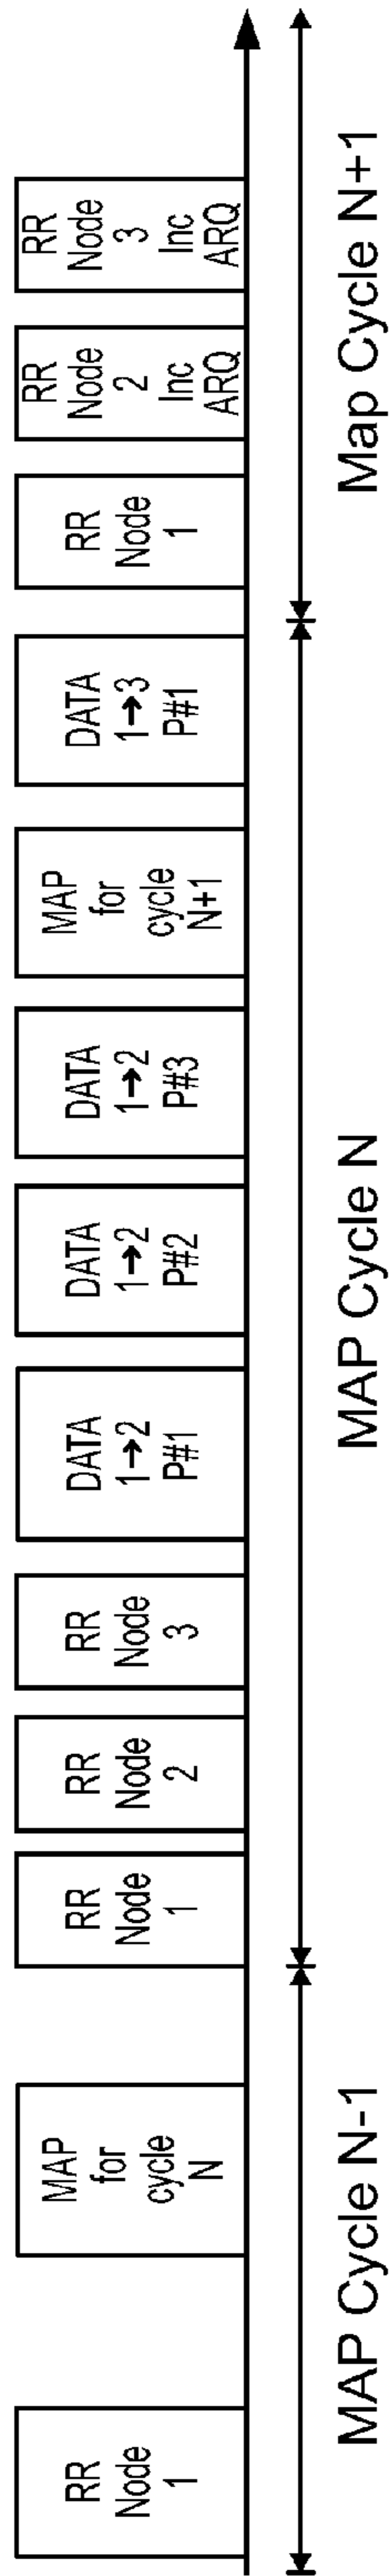 RR
Node
1
MAP
for
cycle
N
RR
Node
1
RR
Node
2
RR
Node
3
DATA
1→2
P#1
DATA
1→2
P#2
DATA
1→2
P#3
MAP
for
cycle
N+1
DATA
1→3
P#1
RR
Node
1
RR
Node
2
Inc
ARQ
RR
Node
3
Inc
ARQ
MAP Cycle N-1
MAP Cycle N
Map Cycle N+1